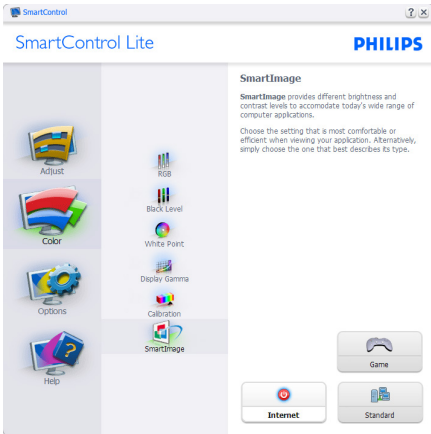 SmartControl
SmartControl Lite
PHILIPS
Adjust
Color
Options
Help
RGB
Black Level
White Point
Display Gamma
Calibration
SmartImage
SmartImage
SmartImage provides different brightness and
contrast levels to accomodate today's wide range of
computer applications.
Choose the setting that is most comfortable or
efficient when viewing your application. Alternatively,
simply choose the one that best describes its type.
Game
Internet
Standard